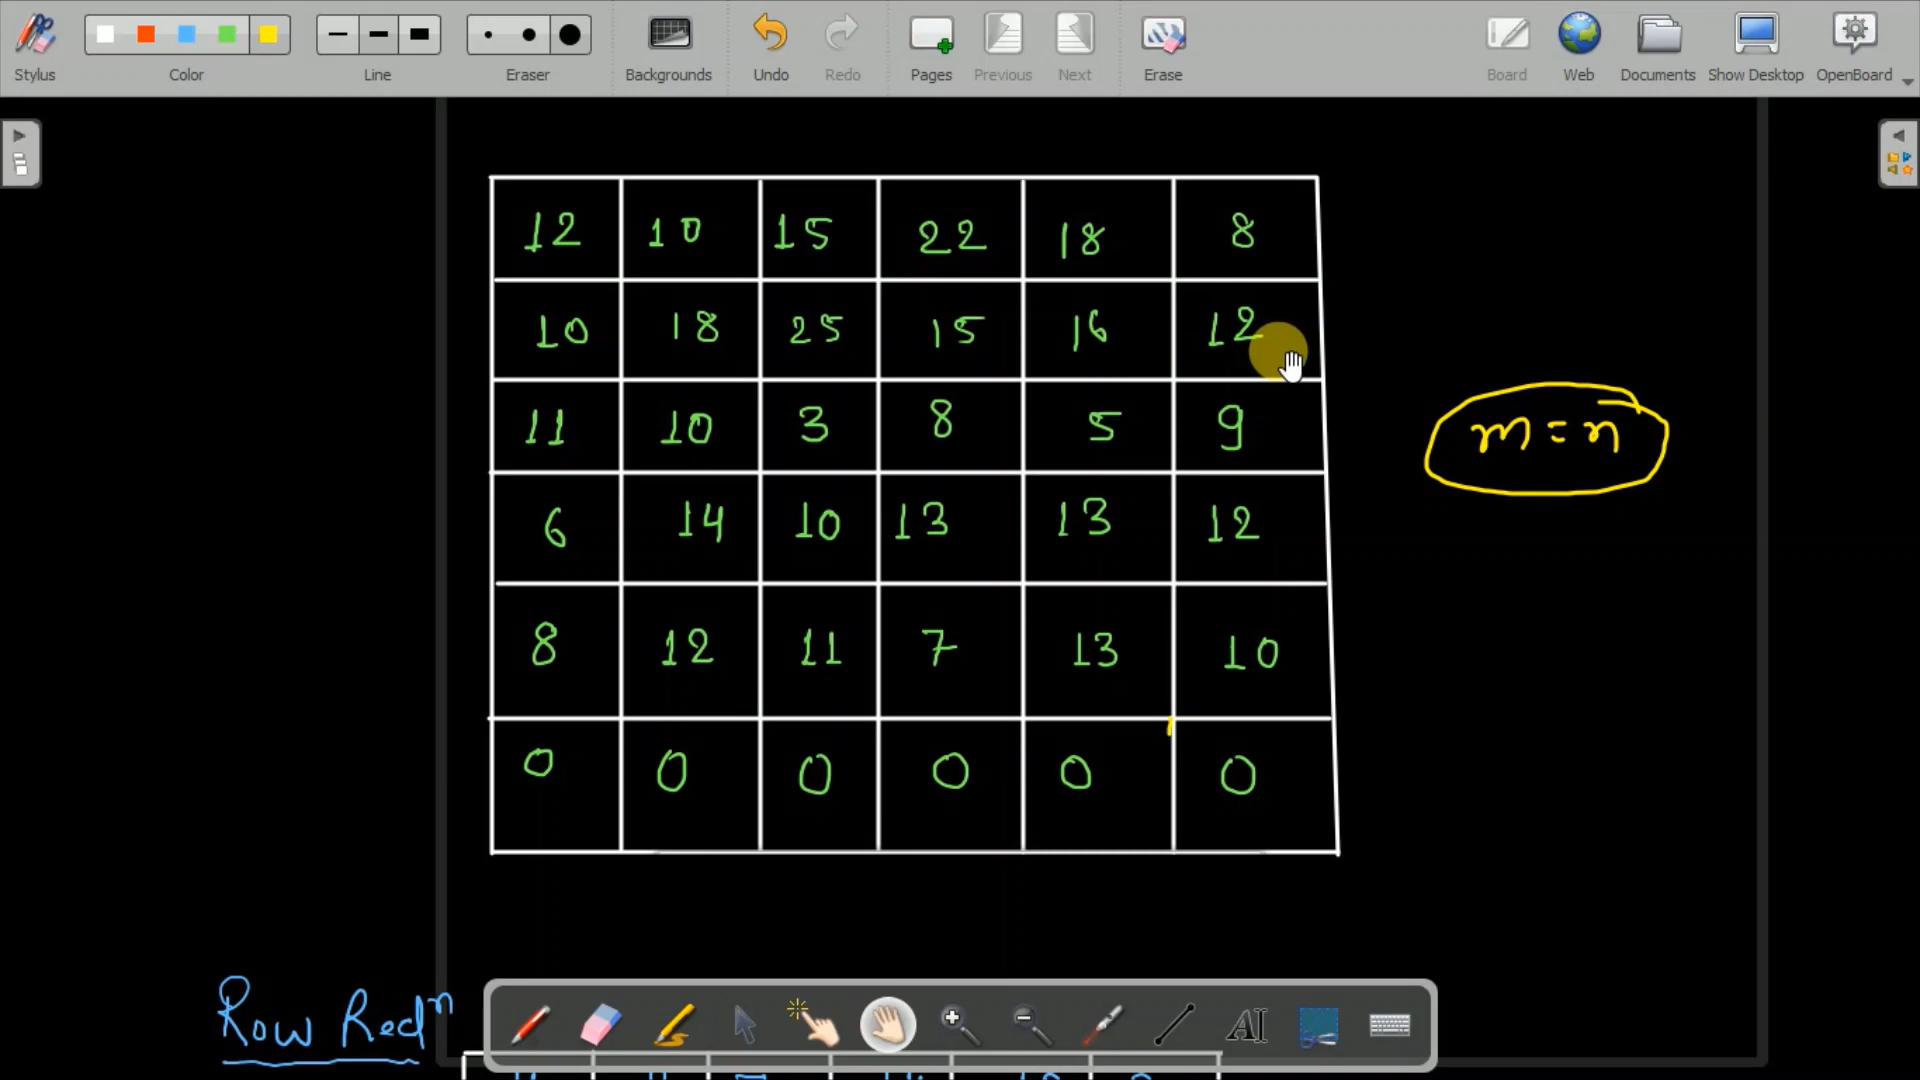 Stylus Color Line Eraser Backgrounds Undo Redo Pages Previous Next Erase Board Web Documents Show Desktop OpenBoard
12 10 15 22 18 8
10 18 25 15 16 12
11 10 3 8 5 9
m = n
6 14 10 13 13 12
8 12 11 7 13 10
0 0 0 0 0 0
Row Redⁿ
AI